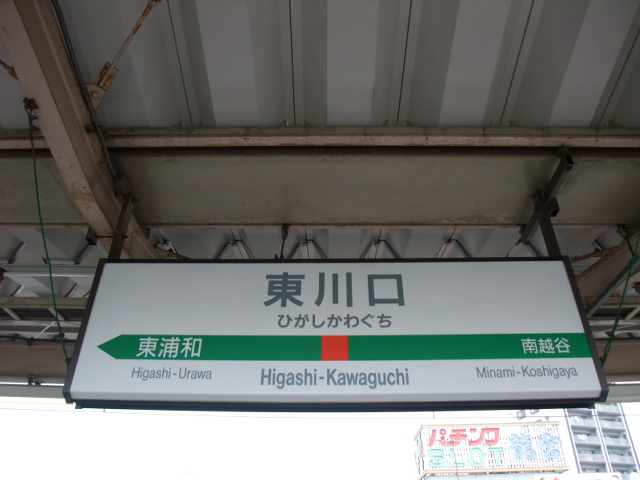 東川口
ひがしかわぐち
東浦和 南越谷
Higashi-Urawa Higashi-Kawaguchi Minami-Koshigaya
パチンコ
SLOT